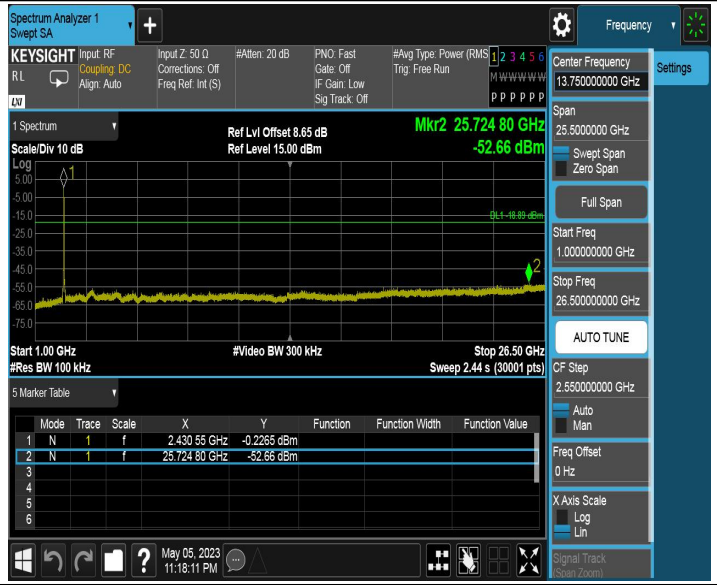 Spectrum Analyzer 1
Swept SA
Frequency
KEYSIGHT
RL
LXI
Input: RF
Coupling: DC
Align: Auto
Input Z: 50 Ω
Corrections: Off
Freq Ref: Int (S)
#Atten: 20 dB
PNO: Fast
Gate: Off
IF Gain: Low
Sig Track: Off
#Avg Type: Power (RMS
Trig: Free Run
1 2 3 4 5 6
M W W W W W
P P P P P P
1 Spectrum
Scale/Div 10 dB
Ref Lvl Offset 8.65 dB
Ref Level 15.00 dBm
Mkr2 25.724 80 GHz
-52.66 dBm
Log
5.00
-5.00
-15.0
-25.0
-35.0
-45.0
-55.0
-65.0
-75.0
1
DL1 -18.89 dBm
2
Start 1.00 GHz
#Res BW 100 kHz
#Video BW 300 kHz
Stop 26.50 GHz
Sweep 2.44 s (30001 pts)
5 Marker Table
Mode Trace Scale X Y Function Function Width Function Value
1 N 1 f 2.430 55 GHz -0.2265 dBm
2 N 1 f 25.724 80 GHz -52.66 dBm
3
4
5
6
May 05, 2023
11:18:11 PM
Settings
Center Frequency
13.750000000 GHz
Span
25.5000000 GHz
Swept Span
Zero Span
Full Span
Start Freq
1.000000000 GHz
Stop Freq
26.500000000 GHz
AUTO TUNE
CF Step
2.550000000 GHz
Auto
Man
Freq Offset
0 Hz
X Axis Scale
Log
Lin
Signal Track
(Span Zoom)